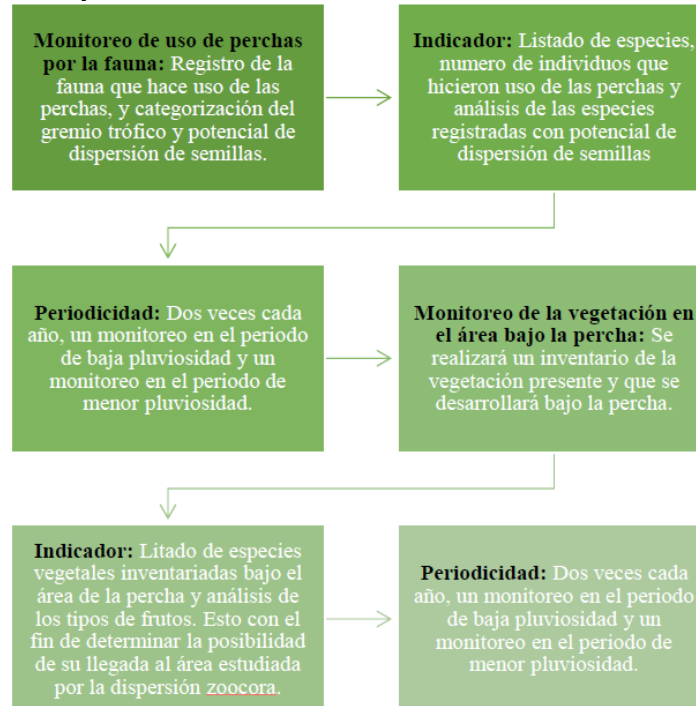 Monitoreo de uso de perchas
por la fauna: Registro de la
fauna que hace uso de las
perchas, y categorización del
gremio trófico y potencial de
dispersión de semillas.
Indicador: Listado de especies,
numero de individuos que
hicieron uso de las perchas y
análisis de las especies
registradas con potencial de
dispersión de semillas
Periodicidad: Dos veces cada
año, un monitoreo en el periodo
de baja pluviosidad y un
monitoreo en el periodo de
menor pluviosidad.
Monitoreo de la vegetación en
el área bajo la percha: Se
realizará un inventario de la
vegetación presente y que se
desarrollará bajo la percha.
Indicador: Litado de especies
vegetales inventariadas bajo el
área de la percha y análisis de
los tipos de frutos. Esto con el
fin de determinar la posibilidad
de su llegada al área estudiada
por la dispersión zoocora.
Periodicidad: Dos veces cada
año, un monitoreo en el periodo
de baja pluviosidad y un
monitoreo en el periodo de
menor pluviosidad.